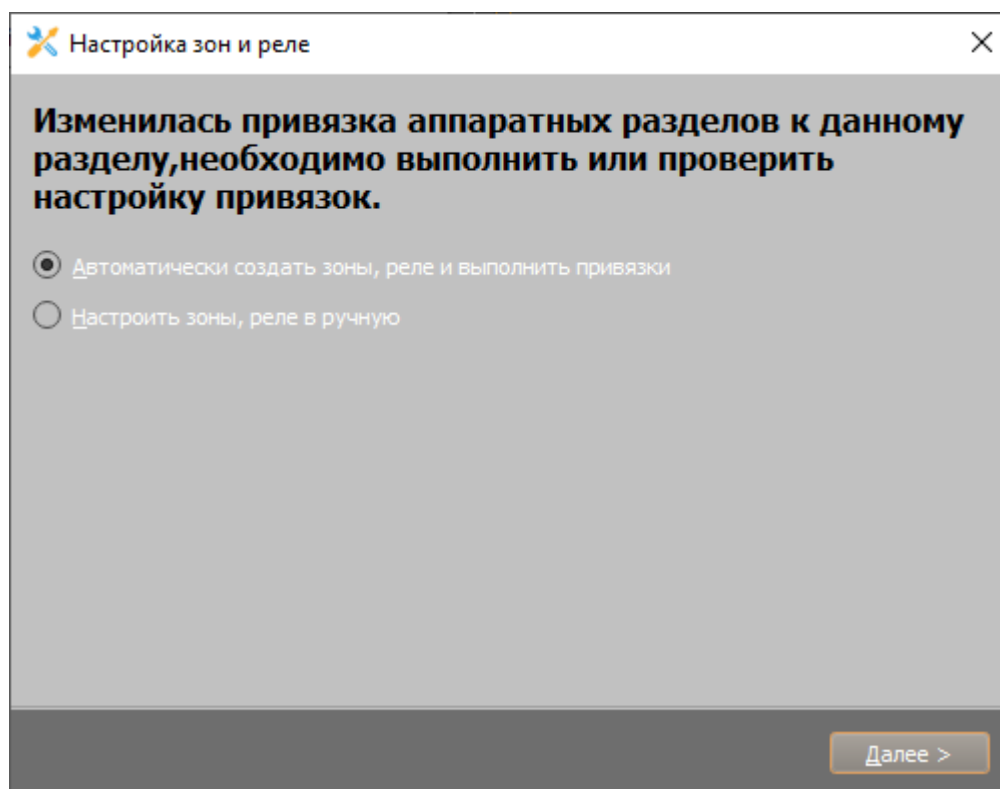 Настройка зон и реле
Изменилась привязка аппаратных разделов к данному
разделу,необходимо выполнить или проверить
настройку привязок.
Автоматически создать зоны, реле и выполнить привязки
Настроить зоны, реле в ручную
Далее >